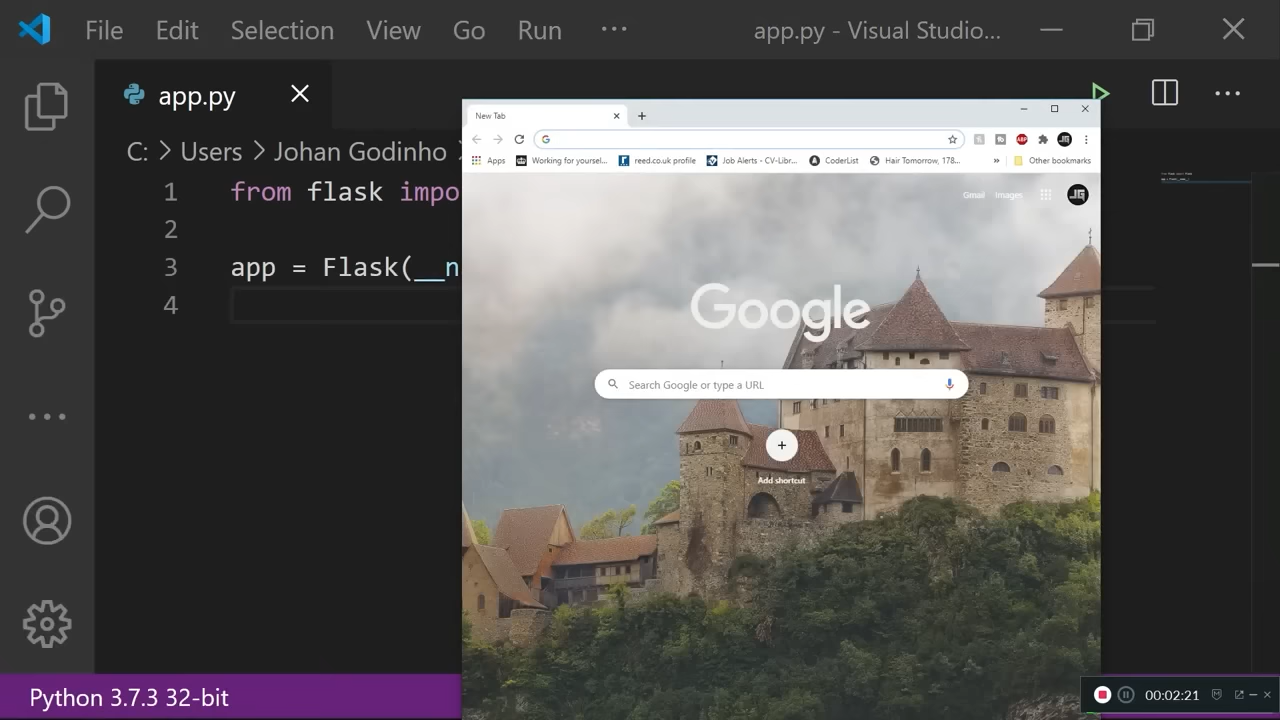 File Edit Selection View Go Run ··· app.py - Visual Studio...
app.py
C: > Users > Johan Godinho >
1 from flask impo
2
3 app = Flask(__n
4
New Tab
Apps Working for yoursel... reed.co.uk profile Job Alerts - CV-Libr... CoderList Hair Tomorrow, 178... » Other bookmarks
Gmail Images
Google
Search Google or type a URL
Add shortcut
Python 3.7.3 32-bit
00:02:21